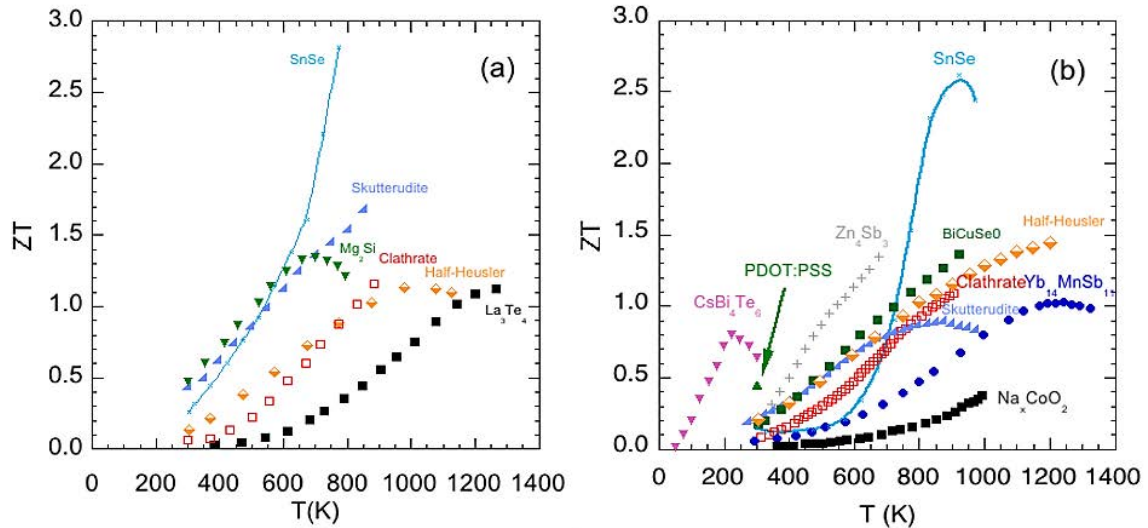 3.0
2.5
2.0
1.5
1.0
0.5
0.0
ZT
(a)
SnSe
Skutterudite
Mg2Si
Clathrate
Half-Heusler
La3Te4
0 200 400 600 800 1000 1200 1400
T(K)
3.0
2.5
2.0
1.5
1.0
0.5
0.0
ZT
(b)
SnSe
Half-Heusler
Zn4Sb3
BiCuSe0
PDOT:PSS
CsBi4Te6
Clathrate
Yb14MnSb11
Skutterudite
NaxCoO2
0 200 400 600 800 1000 1200 1400
T (K)